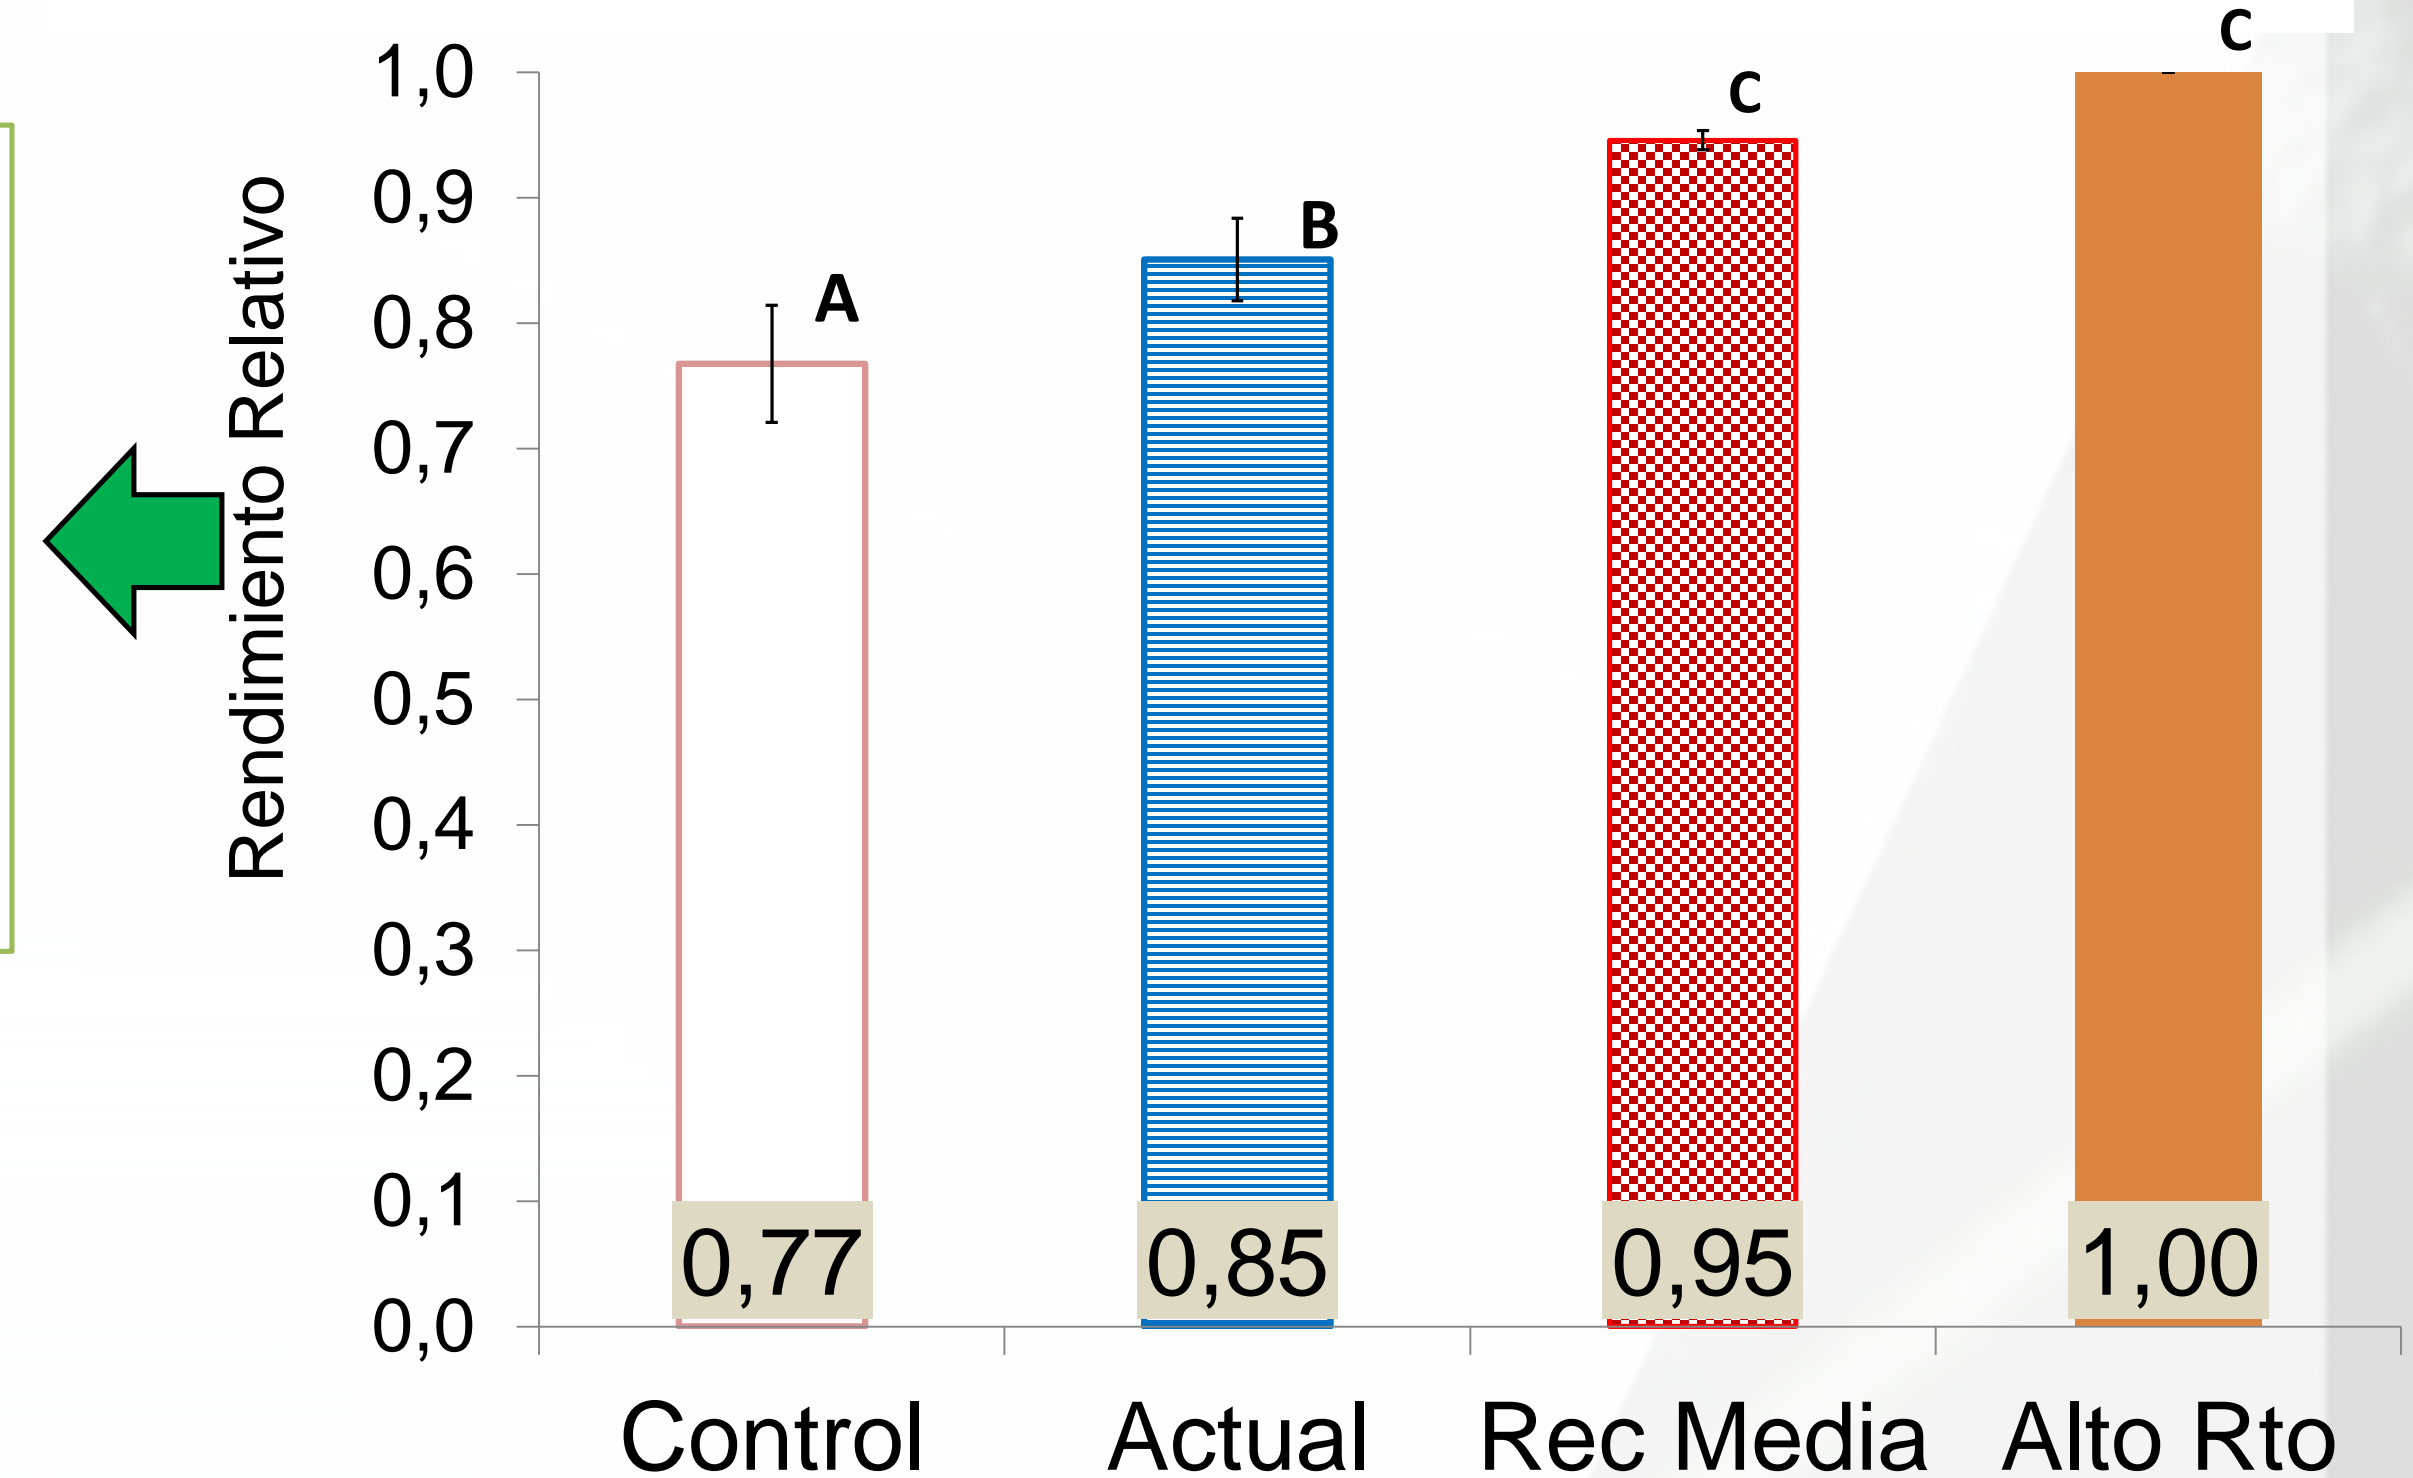 Rendimiento Relativo
1,0
0,9
0,8
0,7
0,6
0,5
0,4
0,3
0,2
0,1
0,0
A
B
C
C
0,77 0,85 0,95 1,00
Control Actual Rec Media Alto Rto